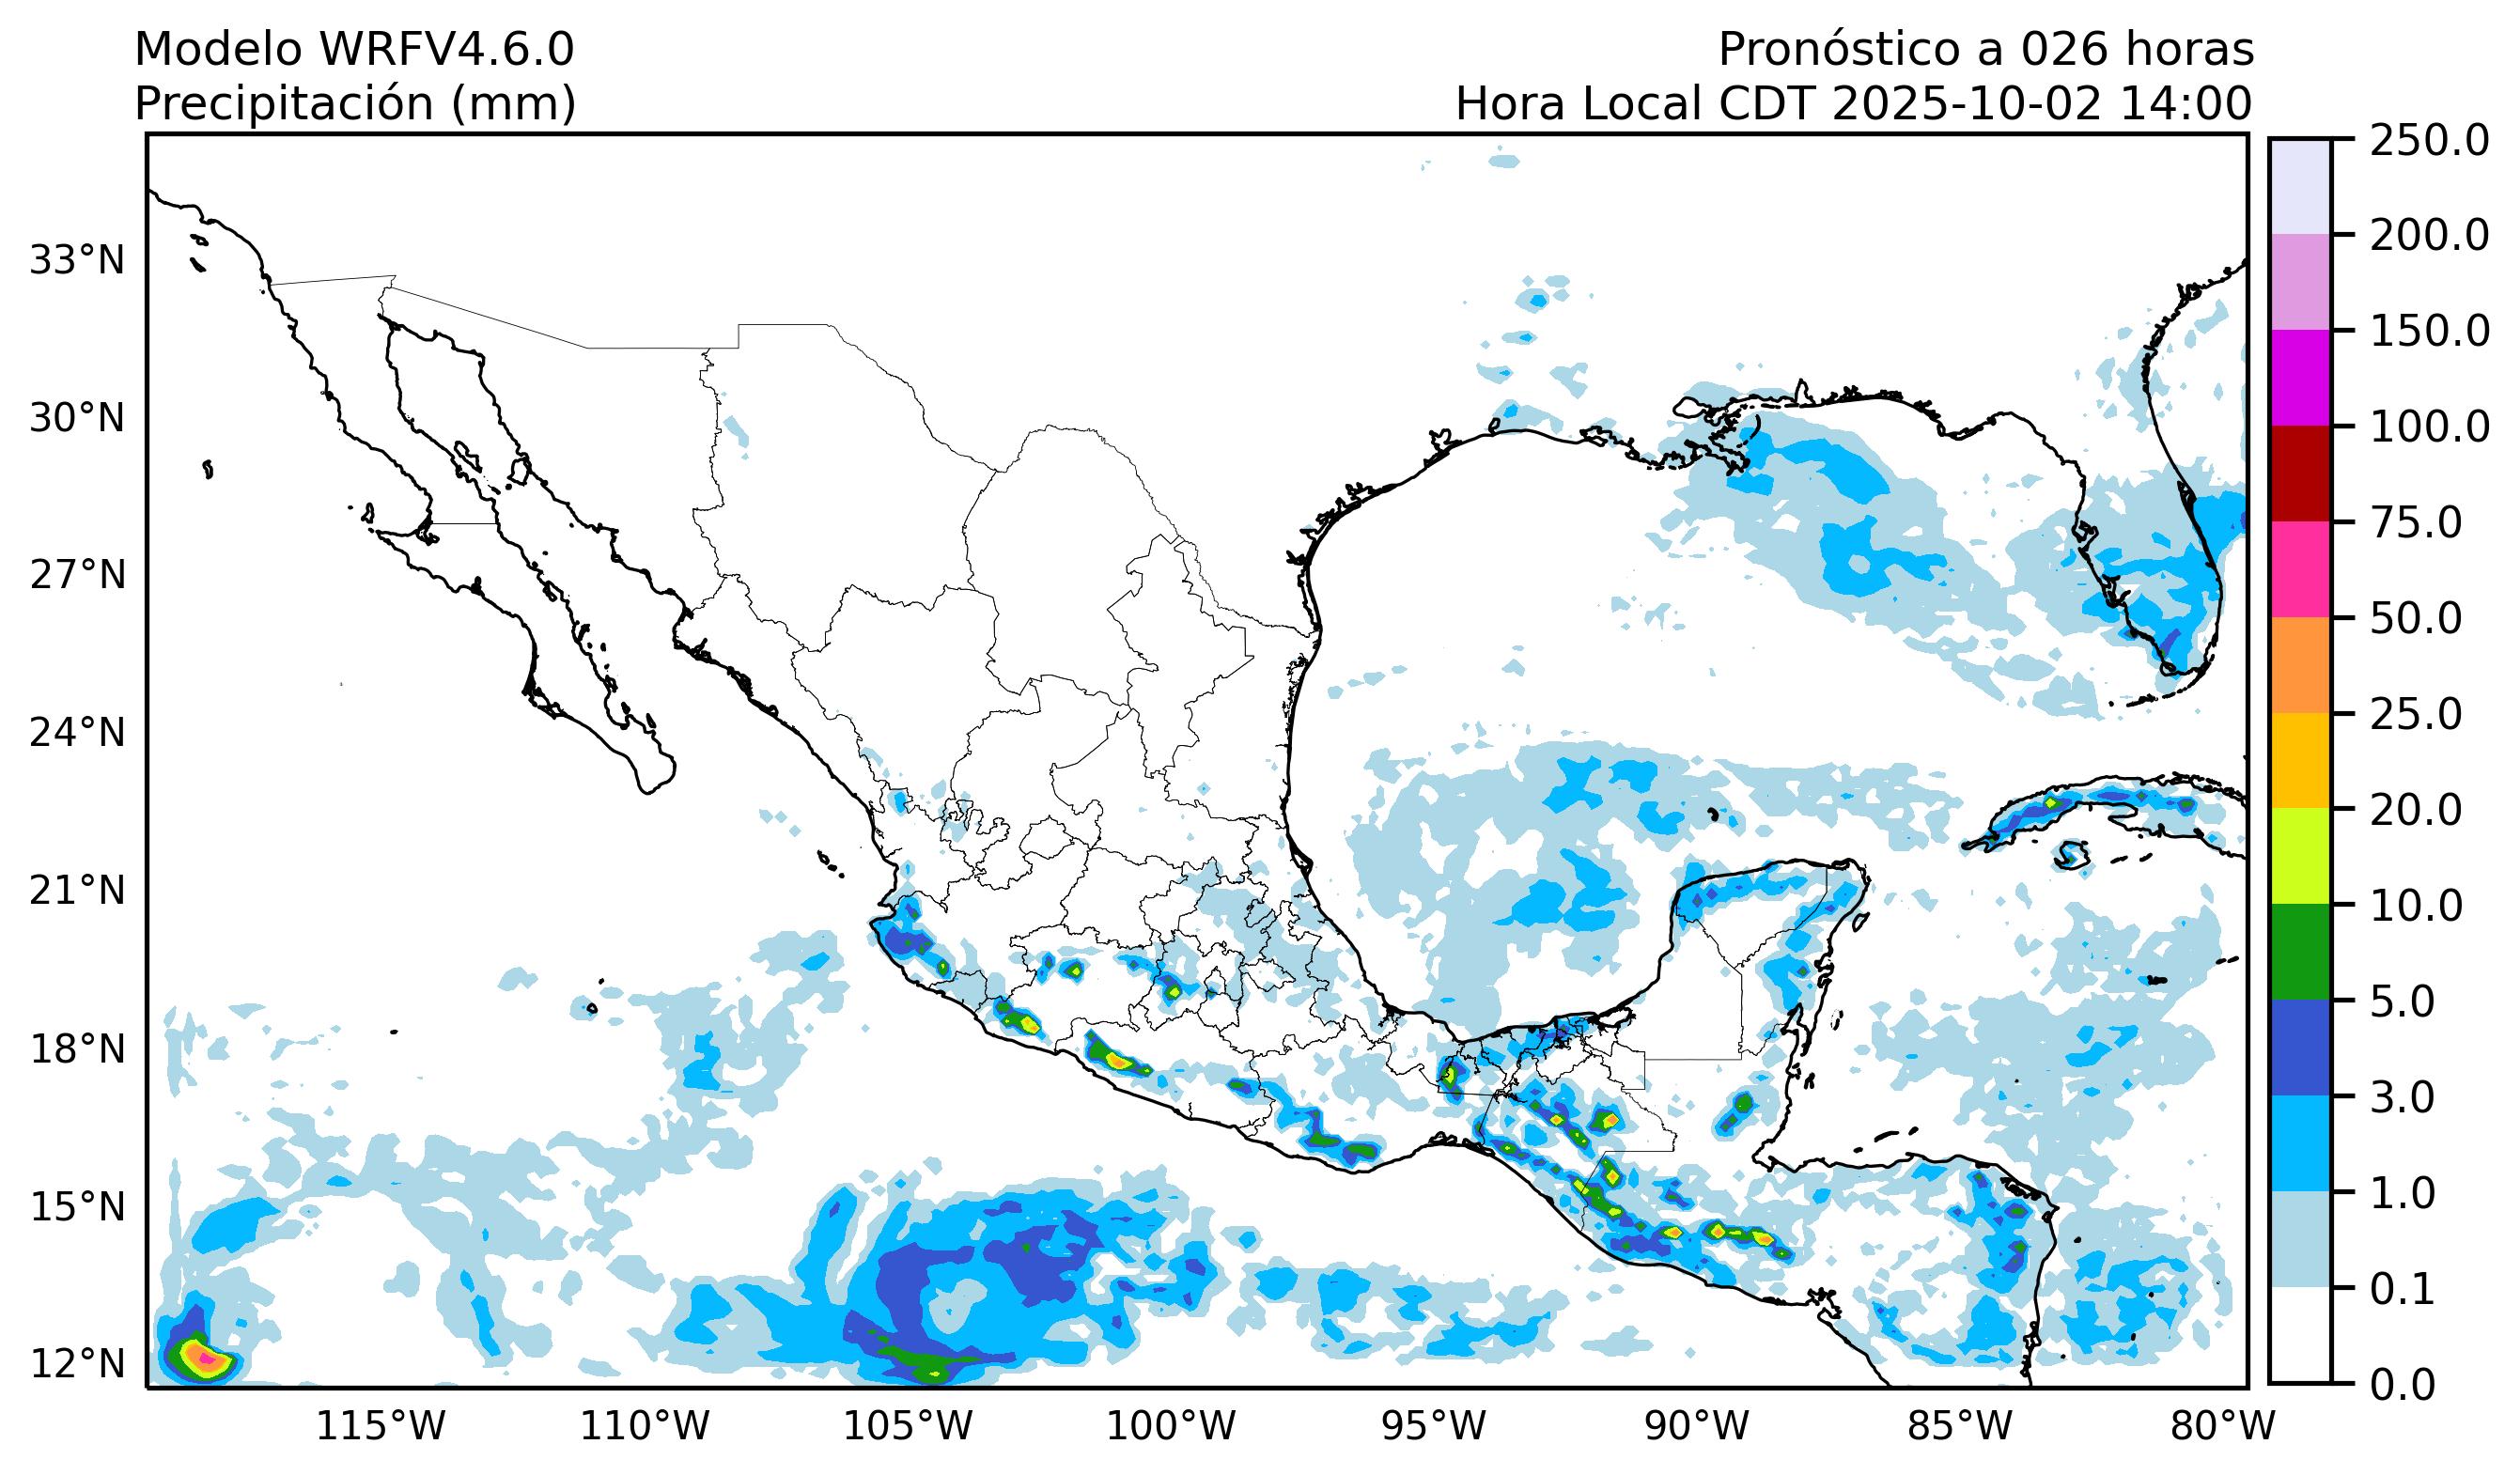 Modelo WRFV4.6.0
Precipitación (mm)
Pronóstico a 026 horas
Hora Local CDT 2025-10-02 14:00
33°N
30°N
27°N
24°N
21°N
18°N
15°N
12°N
115°W
110°W
105°W
100°W
95°W
90°W
85°W
80°W
250.0
200.0
150.0
100.0
75.0
50.0
25.0
20.0
10.0
5.0
3.0
1.0
0.1
0.0